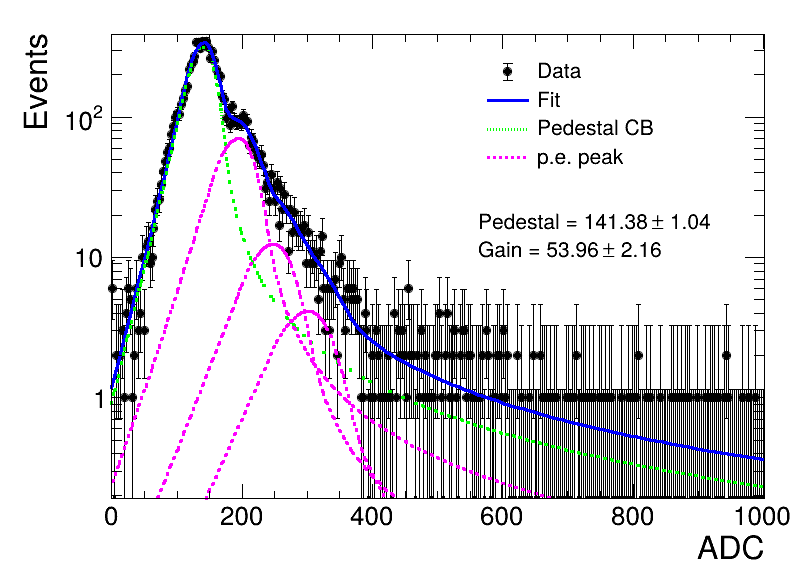 Events
10²
10
1
Data
Fit
Pedestal CB
p.e. peak
Pedestal = 141.38 ± 1.04
Gain = 53.96 ± 2.16
0 200 400 600 800 1000
ADC